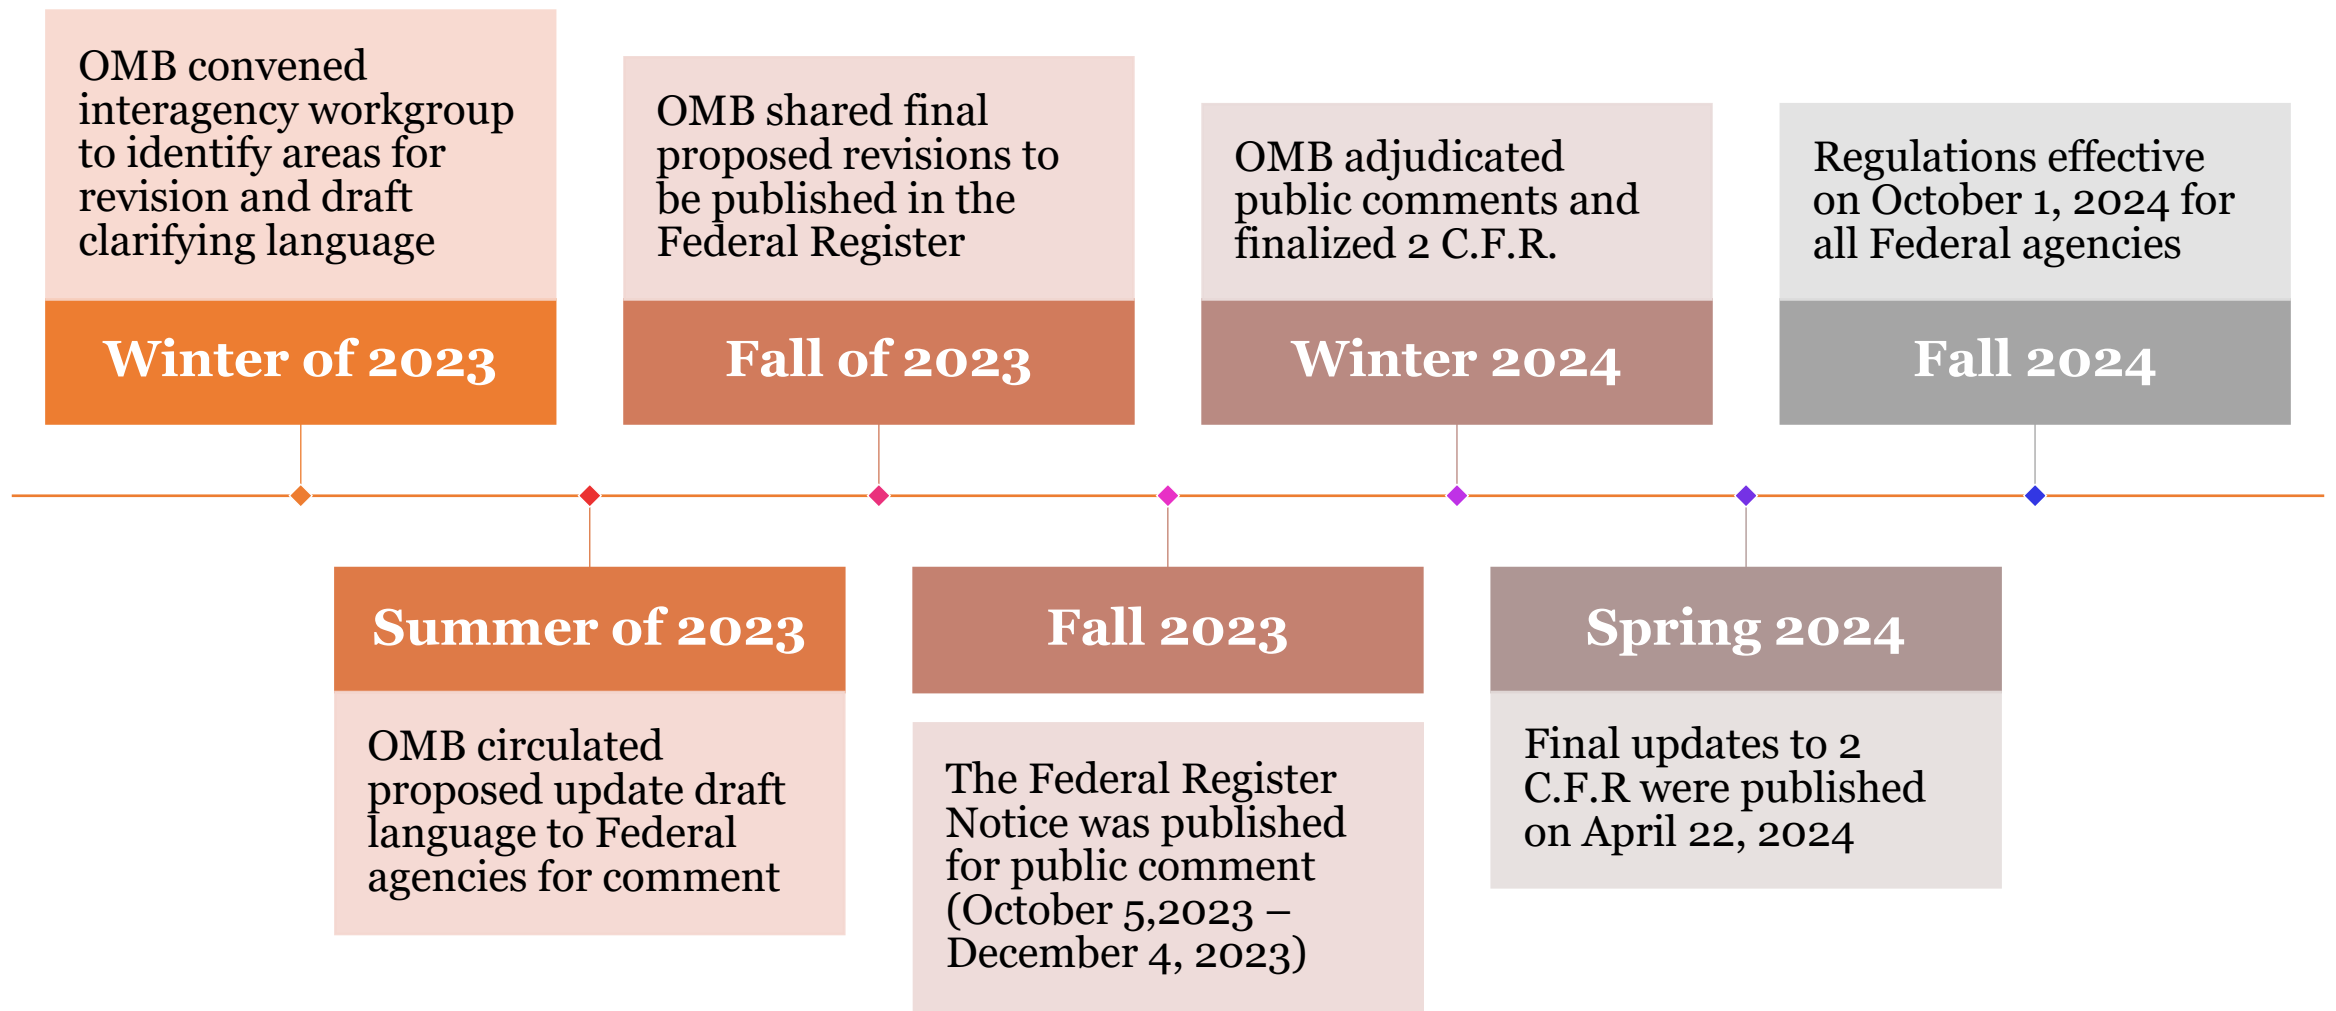 OMB convened
interagency workgroup
to identify areas for
revision and draft
clarifying language
Winter of 2023
Summer of 2023
OMB circulated
proposed update draft
language to Federal
agencies for comment
OMB shared final
proposed revisions to
be published in the
Federal Register
Fall of 2023
Fall 2023
The Federal Register
Notice was published
for public comment
(October 5,2023 –
December 4, 2023)
OMB adjudicated
public comments and
finalized 2 C.F.R.
Winter 2024
Spring 2024
Final updates to 2
C.F.R were published
on April 22, 2024
Regulations effective
on October 1, 2024 for
all Federal agencies
Fall 2024